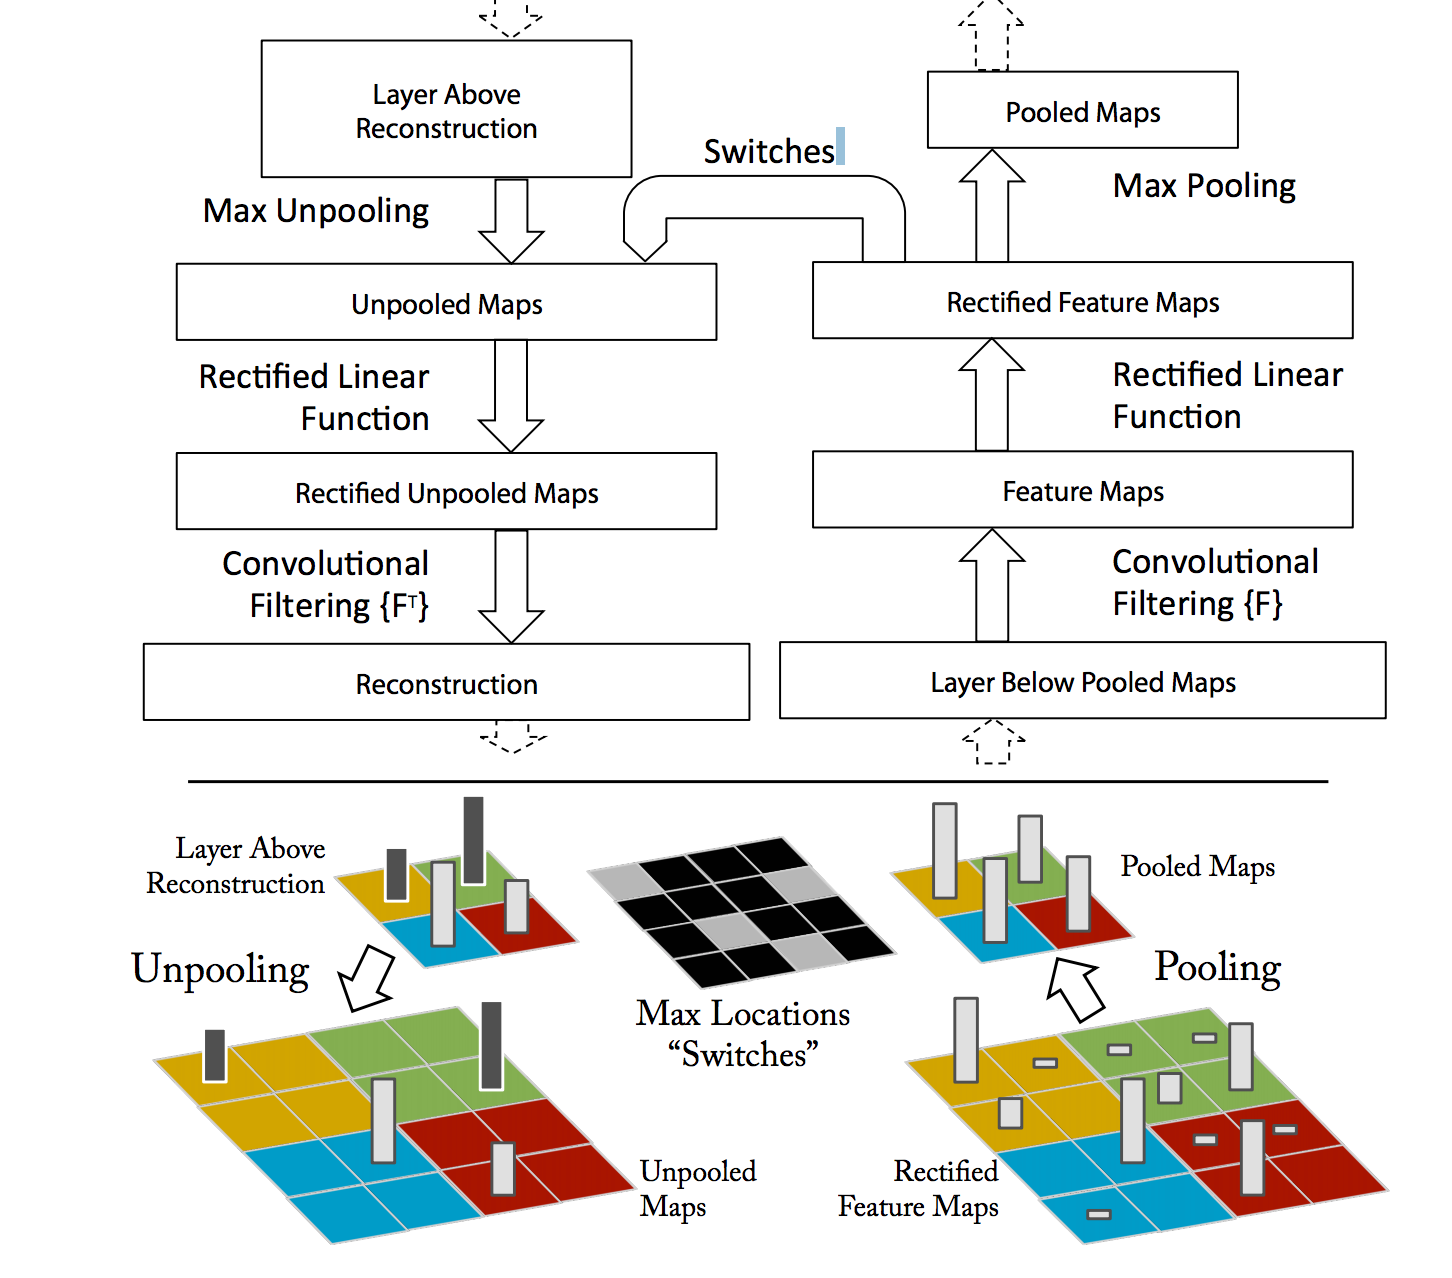 Layer Above
Reconstruction
Pooled Maps
Switches
Max Unpooling
Max Pooling
Unpooled Maps
Rectified Feature Maps
Rectified Linear
Function
Rectified Linear
Function
Rectified Unpooled Maps
Feature Maps
Convolutional
Filtering {Fᵀ}
Convolutional
Filtering {F}
Reconstruction
Layer Below Pooled Maps
Layer Above
Reconstruction
Pooled Maps
Unpooling
Pooling
Max Locations
“Switches”
Unpooled
Maps
Rectified
Feature Maps